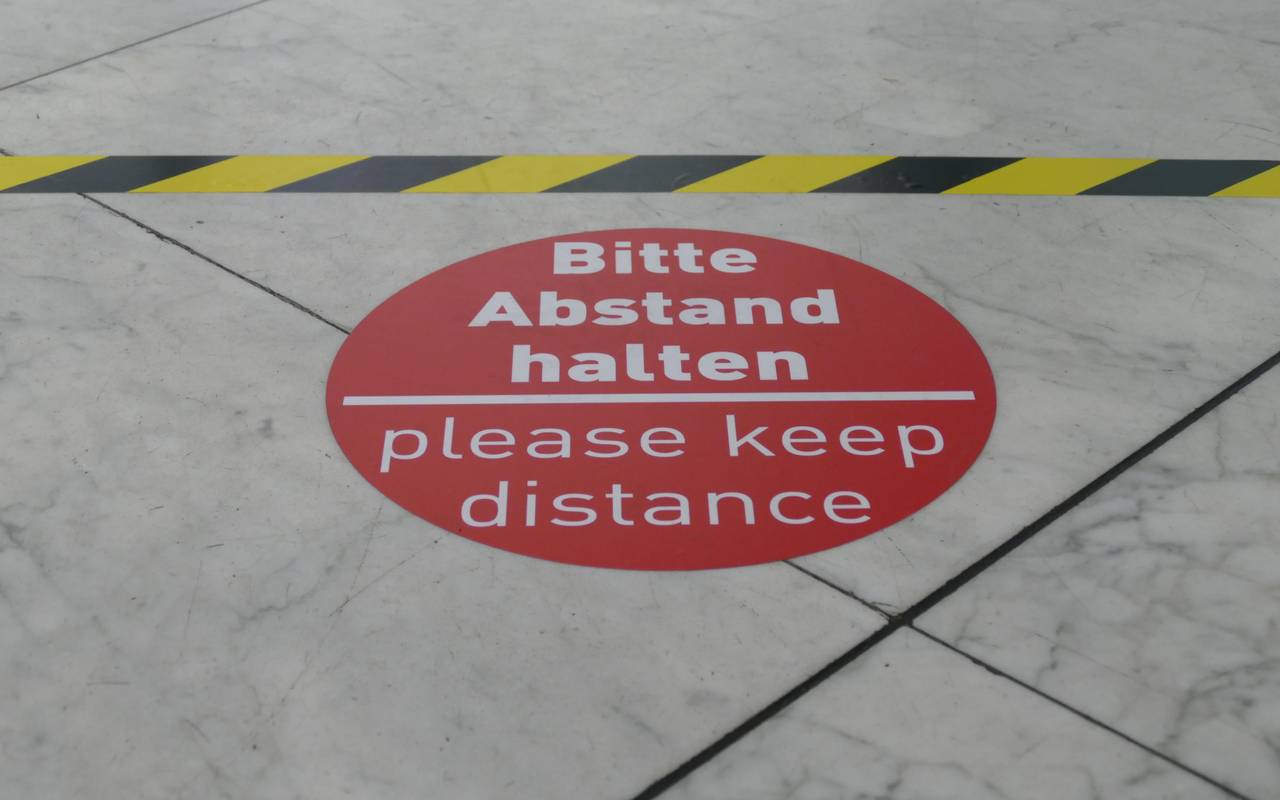 Bitte
Abstand
halten
please keep
distance